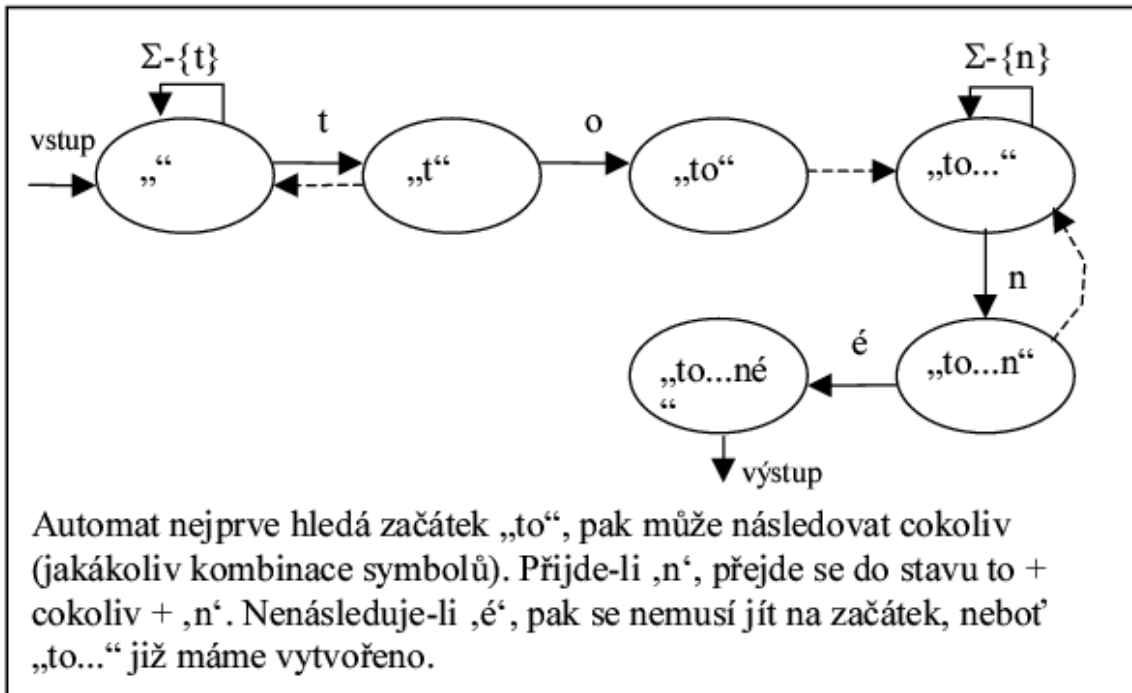 Σ-{t}
Σ-{n}
vstup
t
o
„“
„t“
„to“
„to...“
n
é
„to...né
“
„to...n“
výstup
Automat nejprve hledá začátek „to“, pak může následovat cokoliv
(jakákoliv kombinace symbolů). Přijde-li ‚n‘, přejde se do stavu to +
cokoliv + ‚n‘. Nenásleduje-li ‚é‘, pak se nemusí jít na začátek, neboť
„to...“ již máme vytvořeno.